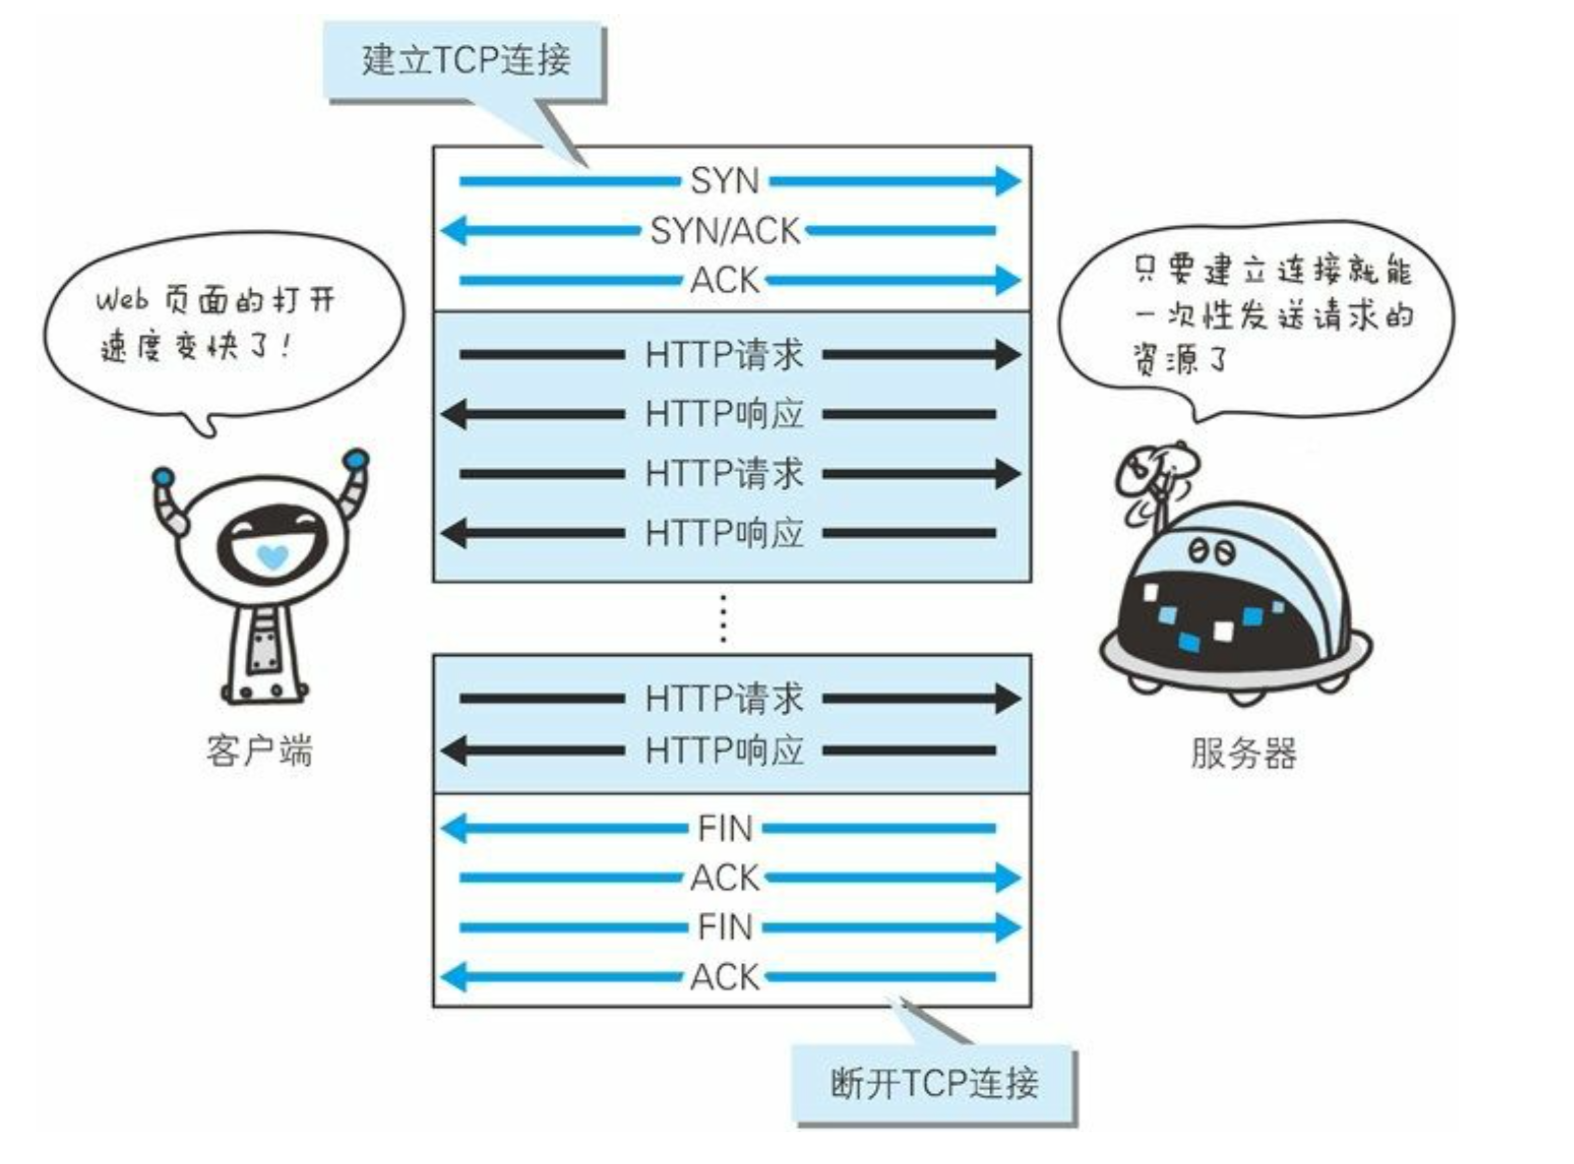 建立TCP连接
SYN
SYN/ACK
ACK
Web 页面的打开
速度变快了!
只要建立连接就能
一次性发送请求的
资源了
HTTP请求
HTTP响应
HTTP请求
HTTP响应
HTTP请求
HTTP响应
客户端
服务器
FIN
ACK
FIN
ACK
断开TCP连接